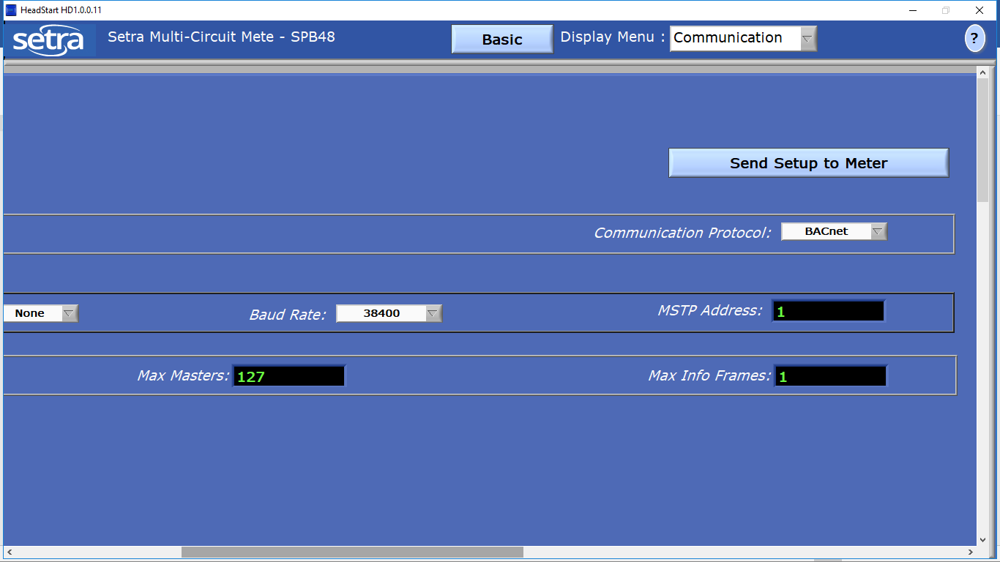 HeadStart HD1.0.0.11
setra
Setra Multi-Circuit Mete - SPB48
Basic
Display Menu :
Communication
?
Send Setup to Meter
Communication Protocol:
BACnet
None
Baud Rate:
38400
MSTP Address:
1
Max Masters:
127
Max Info Frames:
1